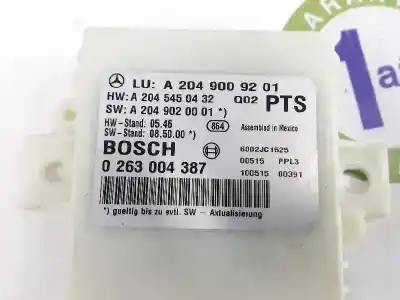 LU: A 204 900 92 01
HW: A 204 545 04 32 Q02 PTS
SW: A 204 902 00 01 *)
HW-Stand: 05.46
SW-Stand: 08.50.00 *)
864 Assembled in Mexico
BOSCH 6002JC1525
0 263 004 387 00515 PPL3
100515 00391
*) gueltig bis zu evtl. SW - Aktualisierung
1